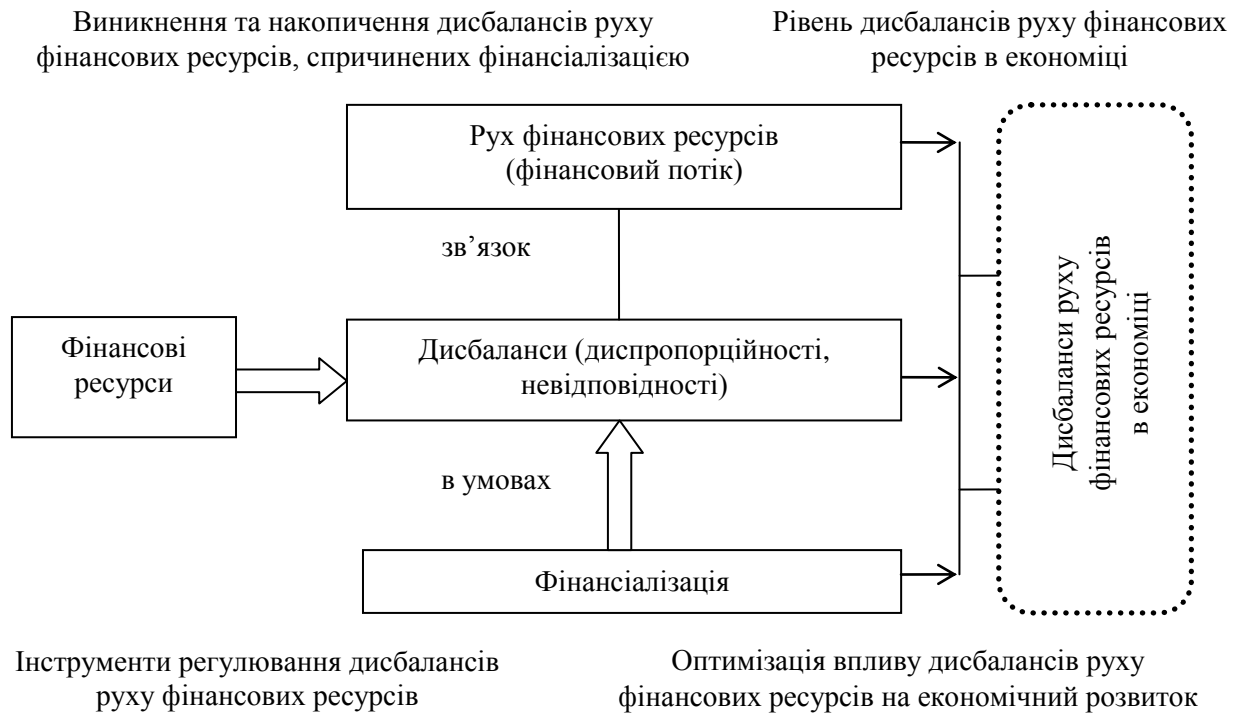 Виникнення та накопичення дисбалансів руху
фінансових ресурсів, спричинених фінансіалізацією
Рівень дисбалансів руху фінансових
ресурсів в економіці
Рух фінансових ресурсів
(фінансовий потік)
зв’язок
Фінансові
ресурси
Дисбаланси (диспропорційності,
невідповідності)
в умовах
Фінансіалізація
Дисбаланси руху
фінансових ресурсів
в економіці
Інструменти регулювання дисбалансів
руху фінансових ресурсів
Оптимізація впливу дисбалансів руху
фінансових ресурсів на економічний розвиток